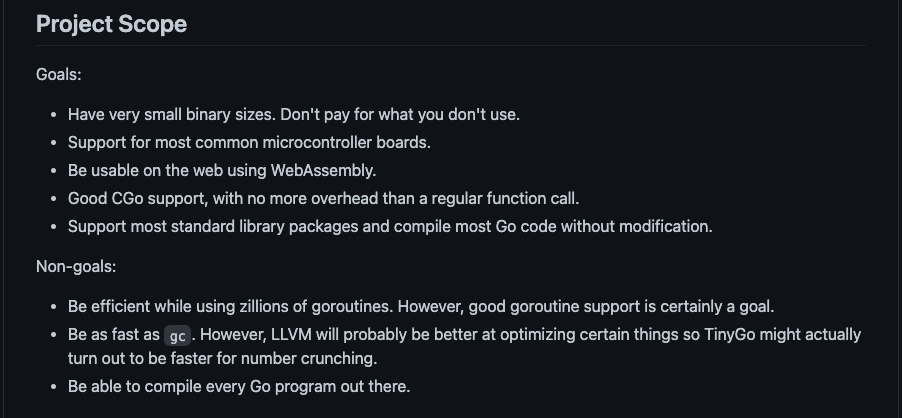 Project Scope
Goals:
• Have very small binary sizes. Don't pay for what you don't use.
• Support for most common microcontroller boards.
• Be usable on the web using WebAssembly.
• Good CGo support, with no more overhead than a regular function call.
• Support most standard library packages and compile most Go code without modification.
Non-goals:
• Be efficient while using zillions of goroutines. However, good goroutine support is certainly a goal.
• Be as fast as gc. However, LLVM will probably be better at optimizing certain things so TinyGo might actually
turn out to be faster for number crunching.
• Be able to compile every Go program out there.